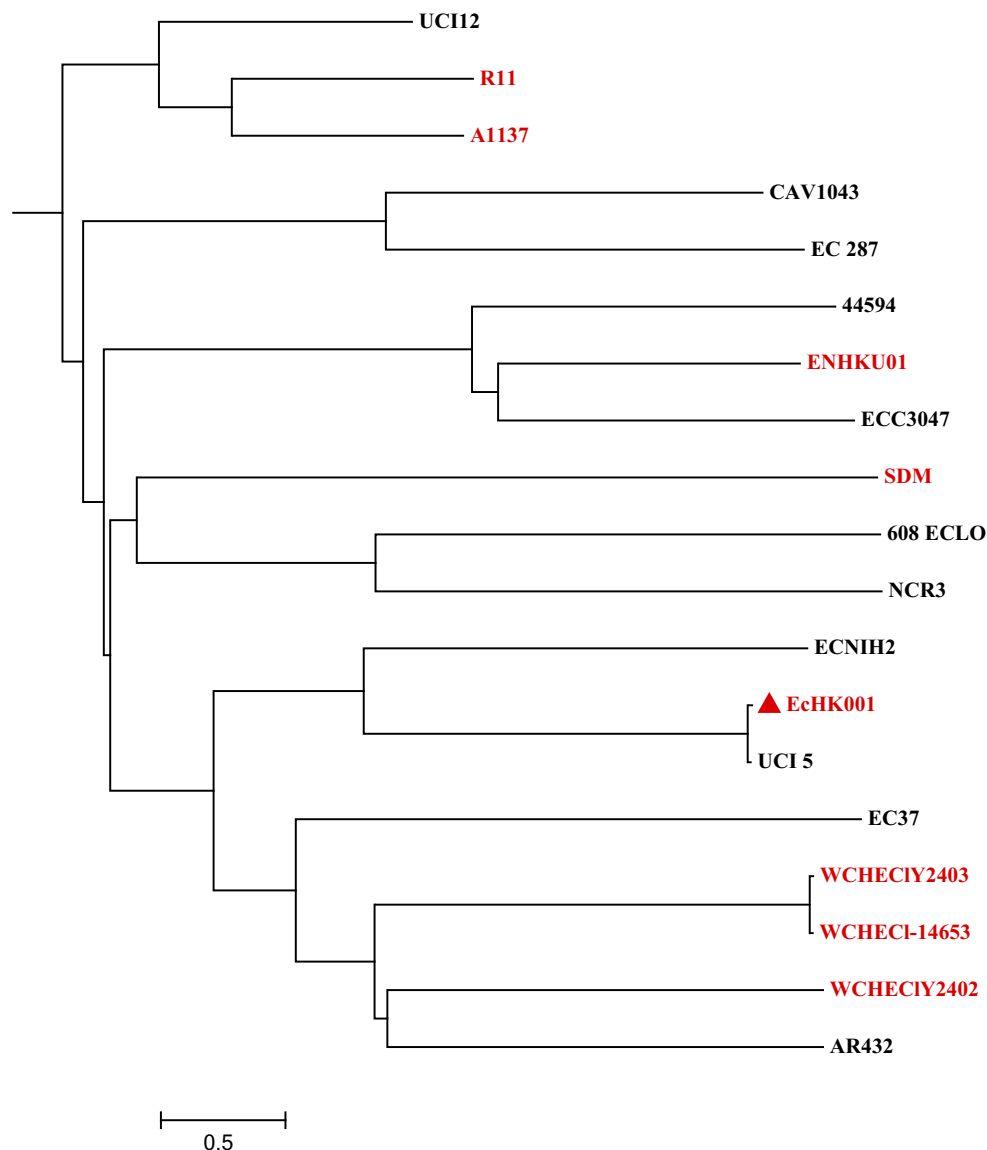 UCI12
R11
A1137
CAV1043
EC 287
44594
ENHKU01
ECC3047
SDM
608 ECLO
NCR3
ECNIH2
EcHK001
UCI 5
EC37
WCHEClY2403
WCHECl-14653
WCHEClY2402
AR432
0.5